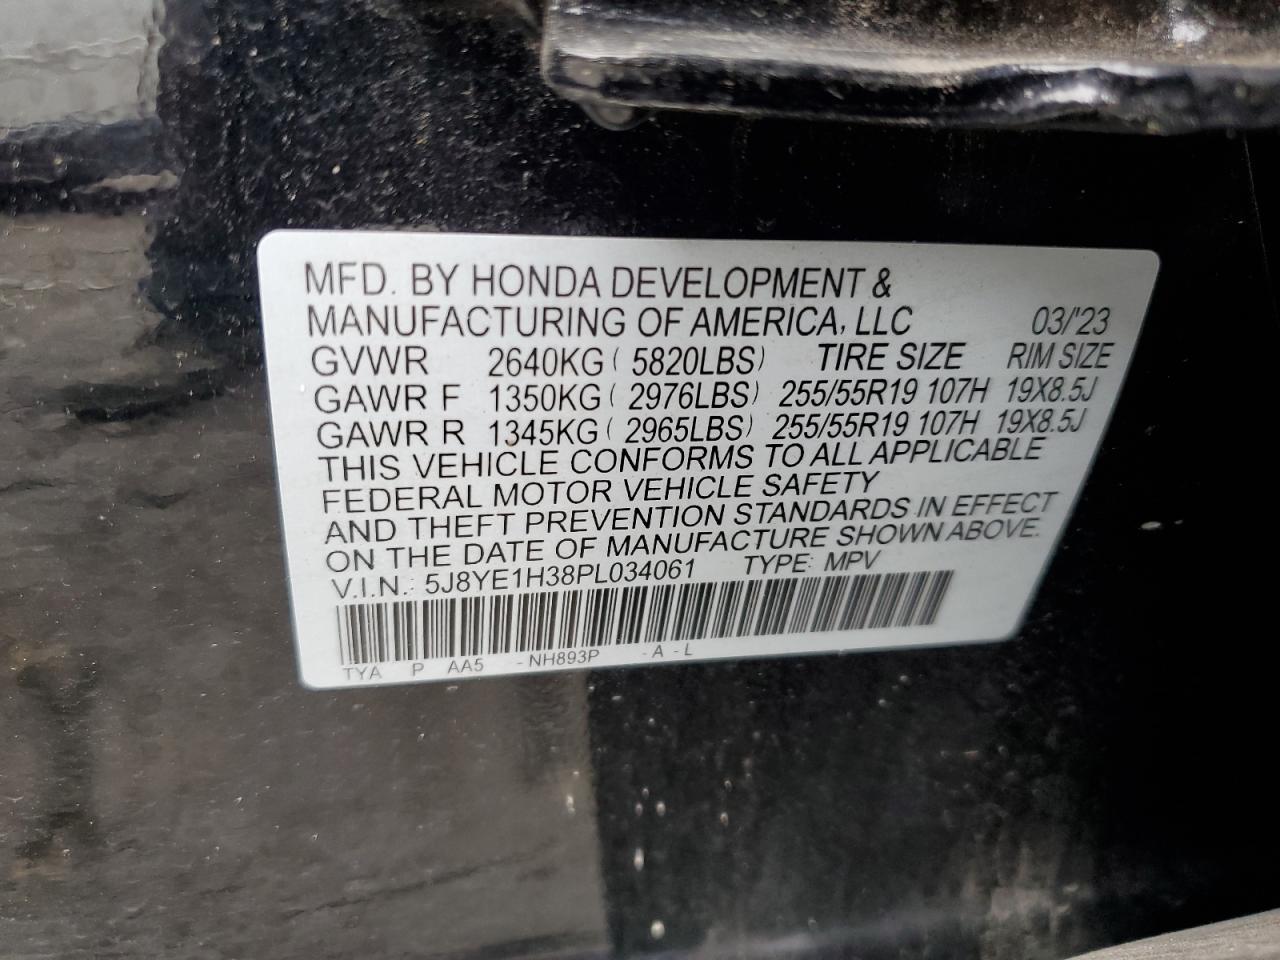 MFD. BY HONDA DEVELOPMENT &
MANUFACTURING OF AMERICA, LLC 03/'23
GVWR 2640KG ( 5820LBS) TIRE SIZE RIM SIZE
GAWR F 1350KG ( 2976LBS) 255/55R19 107H 19X8.5J
GAWR R 1345KG ( 2965LBS) 255/55R19 107H 19X8.5J
THIS VEHICLE CONFORMS TO ALL APPLICABLE
FEDERAL MOTOR VEHICLE SAFETY
AND THEFT PREVENTION STANDARDS IN EFFECT
ON THE DATE OF MANUFACTURE SHOWN ABOVE.
V.I.N.: 5J8YE1H38PL034061 TYPE: MPV
TYA P AA5 - NH893P - A - L